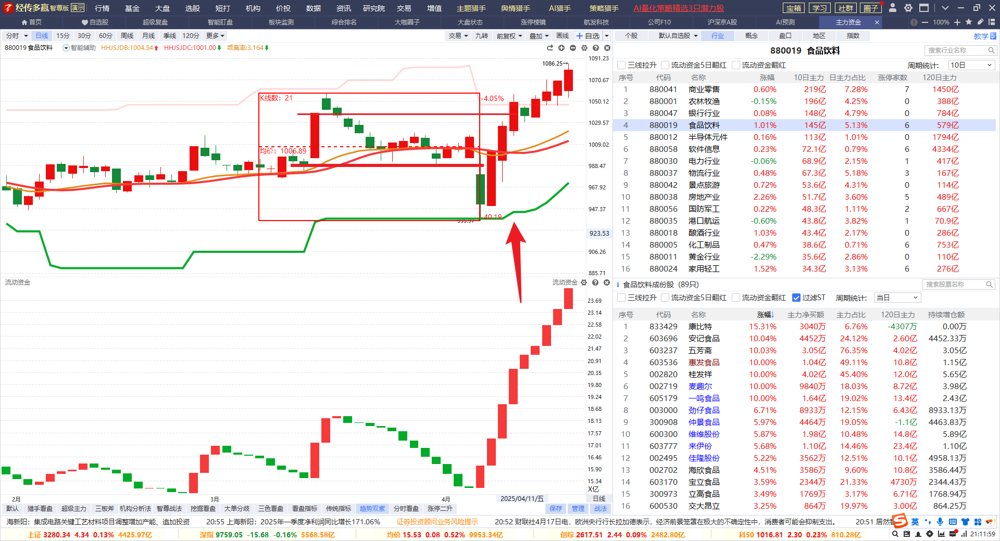 经传多赢 智尊版 演示 行情 基金 大盘 选股 短打 机构 价投 数据 资讯 研究院 交易 增值 主题猎手 舆情猎手 AI猎手 策略猎手 AI量化策略精选3只潜力股 宝箱 学习 社群 圈子
首页 自选股 超级复盘 智能盯盘 板块监测 综合排名 大咖圈子 大盘状态 涨停棱镜 航发科技 公司F10 沪深京A股 AI预测 主力资金 100%
分时 日线 15分 30分 60分 周线 月线 季线 120分 更多 交易 九转 前复权 叠加 画线 自选 个股 默认自选股 行业 概念 盘口 地区 指数 教学
880019 食品饮料 智能辅助 HHJSJDB:1004.54 HHJSJDC:1001.00 乖离率:3.164
880019 食品饮料 搜索行业名称
三线拉升 流动资金5日翻红 流动资金翻红 周期统计: 10日
序号 代码 名称 涨幅 10日主力 日主力占比 涨停家数 120日主力
1 880041 商业零售 0.60% 219亿 7.28% 7 1450亿
2 880001 农林牧渔 -0.15% 196亿 4.25% 0 388亿
3 880047 银行行业 0.08% 148亿 4.79% 0 784亿
4 880019 食品饮料 1.01% 145亿 5.13% 6 579亿
5 880012 半导体元件 0.16% 113亿 1.01% 0 1794亿
6 880058 软件信息 0.23% 72.1亿 0.79% 6 4334亿
7 880030 电力行业 -0.06% 68.9亿 2.15% 1 417亿
8 880037 物流行业 0.48% 67.3亿 5.18% 3 167亿
9 880042 景点旅游 0.72% 53.6亿 4.31% 0 114亿
10 880038 房地产业 2.26% 51.7亿 3.60% 5 489亿
11 880056 国防军工 0.22% 48.3亿 1.11% 2 667亿
12 880035 港口航运 -0.60% 43.8亿 3.82% 1 70.9亿
13 880018 酿酒行业 1.03% 43.4亿 2.17% 0 286亿
14 880005 化工制品 0.47% 38.6亿 0.71% 6 753亿
15 880011 黄金行业 -2.29% 35.6亿 2.86% 0 110亿
16 880024 家用轻工 1.52% 34.3亿 3.13% 6 276亿
1091.23
1086.25
1070.67
K线数：21
-4.05%
1050.12
1029.57
1009.02
均价：1006.89
988.47
967.92
947.37
-40.19
923.53
906.26
885.71
流动资金 流动资金
食品饮料成份股 (89只) 搜索股票名称
三线拉升 流动资金5日翻红 流动资金翻红 过滤ST 周期统计: 当日
序号 代码 名称 涨幅↓ 主力净买额 主力占比 120日主力 持续增仓额
1 833429 康比特 15.31% 3040万 6.76% -4307万 0.00万
2 603696 安记食品 10.04% 4452万 24.12% 2.60亿 4452.33万
3 603237 五芳斋 10.03% 3.05亿 76.35% 4.02亿 3.05亿
4 603536 惠发食品 10.00% 1.04亿 49.11% 10.8亿 1.15亿
5 002820 桂发祥 10.00% 4.02亿 45.40% 12.0亿 5.65亿
6 002719 麦趣尔 10.00% 9840万 18.03% 8.72亿 3.98亿
7 605179 一鸣食品 10.00% 1.64亿 19.02% 13.4亿 2.43亿
8 003000 劲仔食品 6.71% 8933万 12.15% 6.43亿 8933.13万
9 300908 仲景食品 5.97% 4464万 19.05% -1.1亿 4463.83万
10 600300 维维股份 5.87% 1.98亿 10.48% 14.8亿 5.89亿
11 603777 来伊份 5.68% 1.10亿 14.46% 23.4亿 1.10亿
12 002495 佳隆股份 5.22% 3562万 12.51% 10.1亿 4958.13万
13 002702 海欣食品 4.51% 3586万 9.60% 10.8亿 3586.44万
14 603170 宝立食品 3.59% 2344万 21.33% 4730万 2344.43万
15 300973 立高食品 3.49% 1769万 3.17% 6.71亿 1768.94万
16 600530 交大昂立 3.25% 864万 19.97% 3.00亿 864.25万
23.69
23.14
22.58
22.02
21.47
20.91
20.35
19.80
19.24
18.68
18.13
17.57
17.01
16.46
15.90
15.34
X亿
2月 3月 4月 2025/04/11/五 日线
默认 猎手看盘 超级主力 三板斧 机构分析法 智尊战法 挖掘看盘 大单分歧 三色看盘 看盘指标 传统指标 趋势双紫 分时看盘 涨停二升 保存 管理 战法
海新阳：集成电路关键工艺材料项目调整增加产能、追加投资 20:55 上海新阳：2025年一季度净利润同比增长171.06% 证券投资顾问业务风险提示 20:52 财联社4月17日电，欧洲央行行长拉加德表示，经济前景笼罩在极大的不确定性中，消费者可能会抑制支出。 20:51 居然智 英
上证 3280.34 4.34 0.13% 4425.97亿 深指 9759.05 -15.68 -0.16% 5568.58亿 均价 15.53 0.08 0.52% 9953.34亿 创综 2617.51 2.44 0.09% 2482.80亿 科50 1016.81 2.30 0.23% 810.28亿 21:11:59